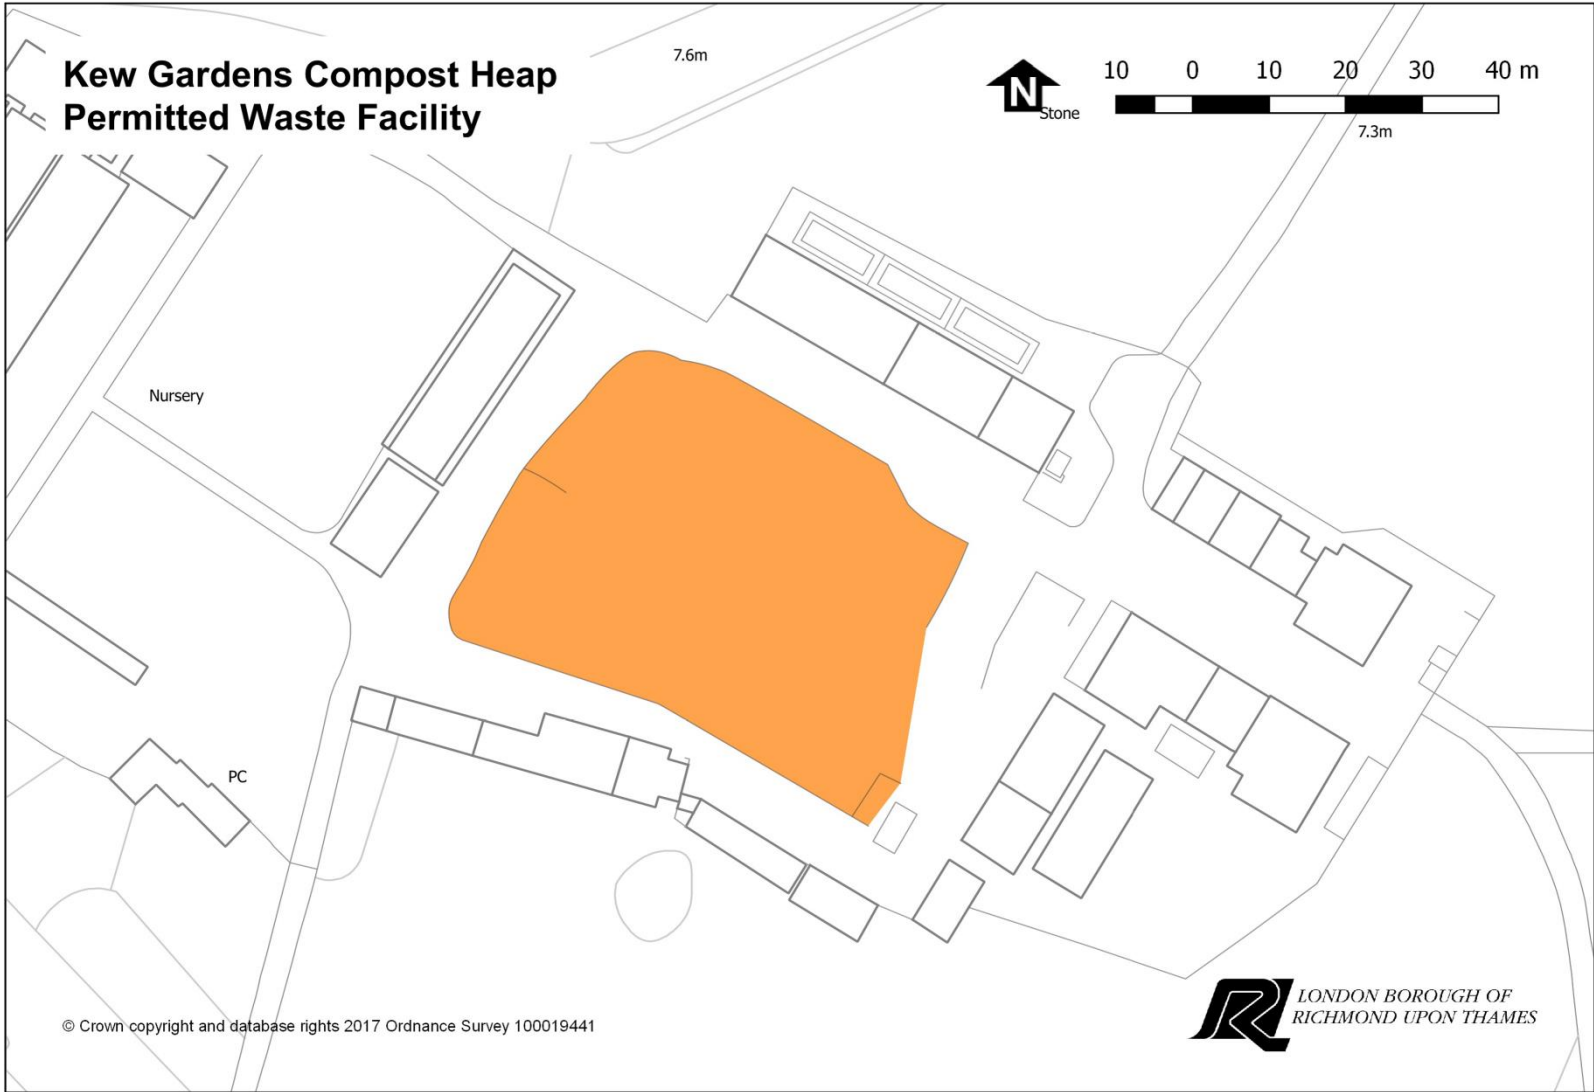 Kew Gardens Compost Heap
Permitted Waste Facility
7.6m
N
Stone
10 0 10 20 30 40 m
7.3m
Nursery
PC
© Crown copyright and database rights 2017 Ordnance Survey 100019441
LONDON BOROUGH OF
RICHMOND UPON THAMES